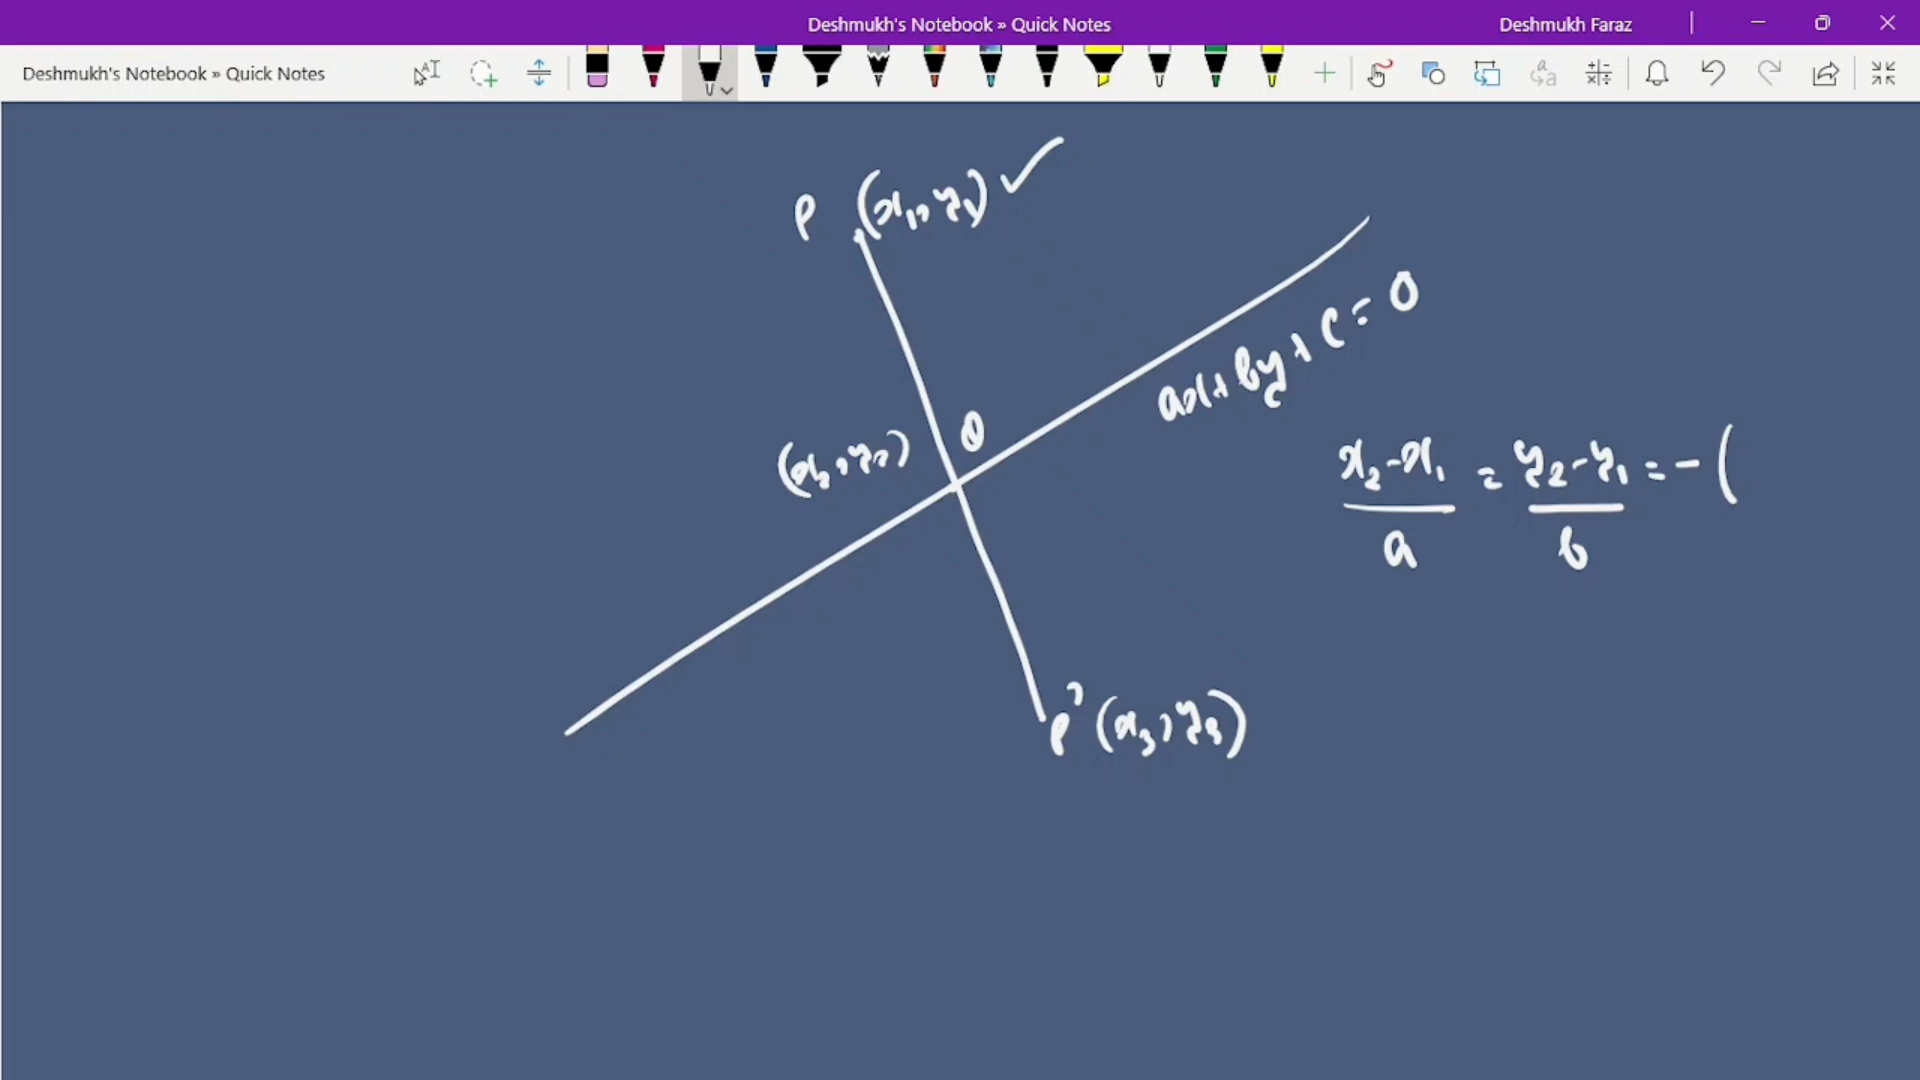 Deshmukh's Notebook » Quick Notes
Deshmukh Faraz
Deshmukh's Notebook » Quick Notes
P (x₁, y₁) ✓
ax + by + c = 0
(x₂, y₂) Q
(x₂ - x₁)/a = (y₂ - y₁)/b = - (
P' (x₃, y₃)